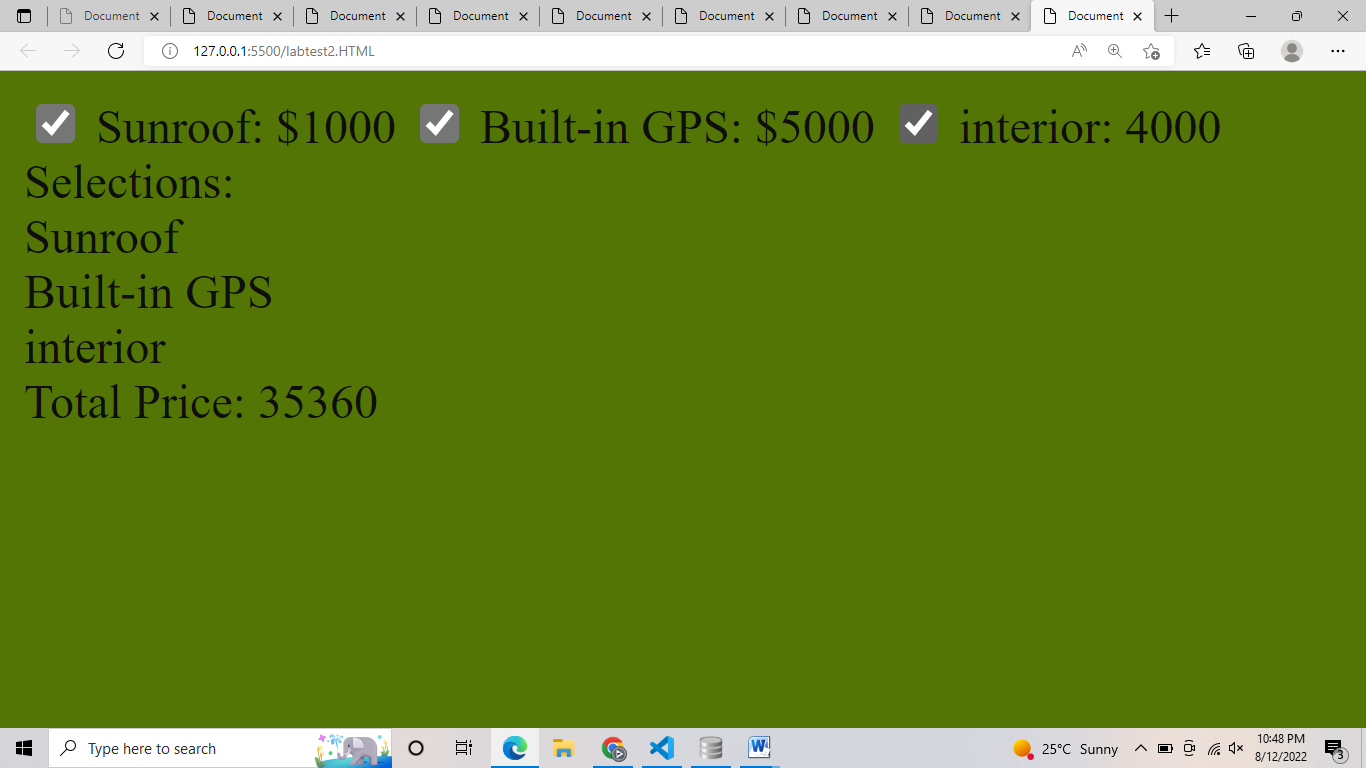 Document Document Document Document Document Document Document Document Document
127.0.0.1:5500/labtest2.HTML
Sunroof: $1000 Built-in GPS: $5000 interior: 4000
Selections:
Sunroof
Built-in GPS
interior
Total Price: 35360
Type here to search 25°C Sunny 10:48 PM
8/12/2022 3